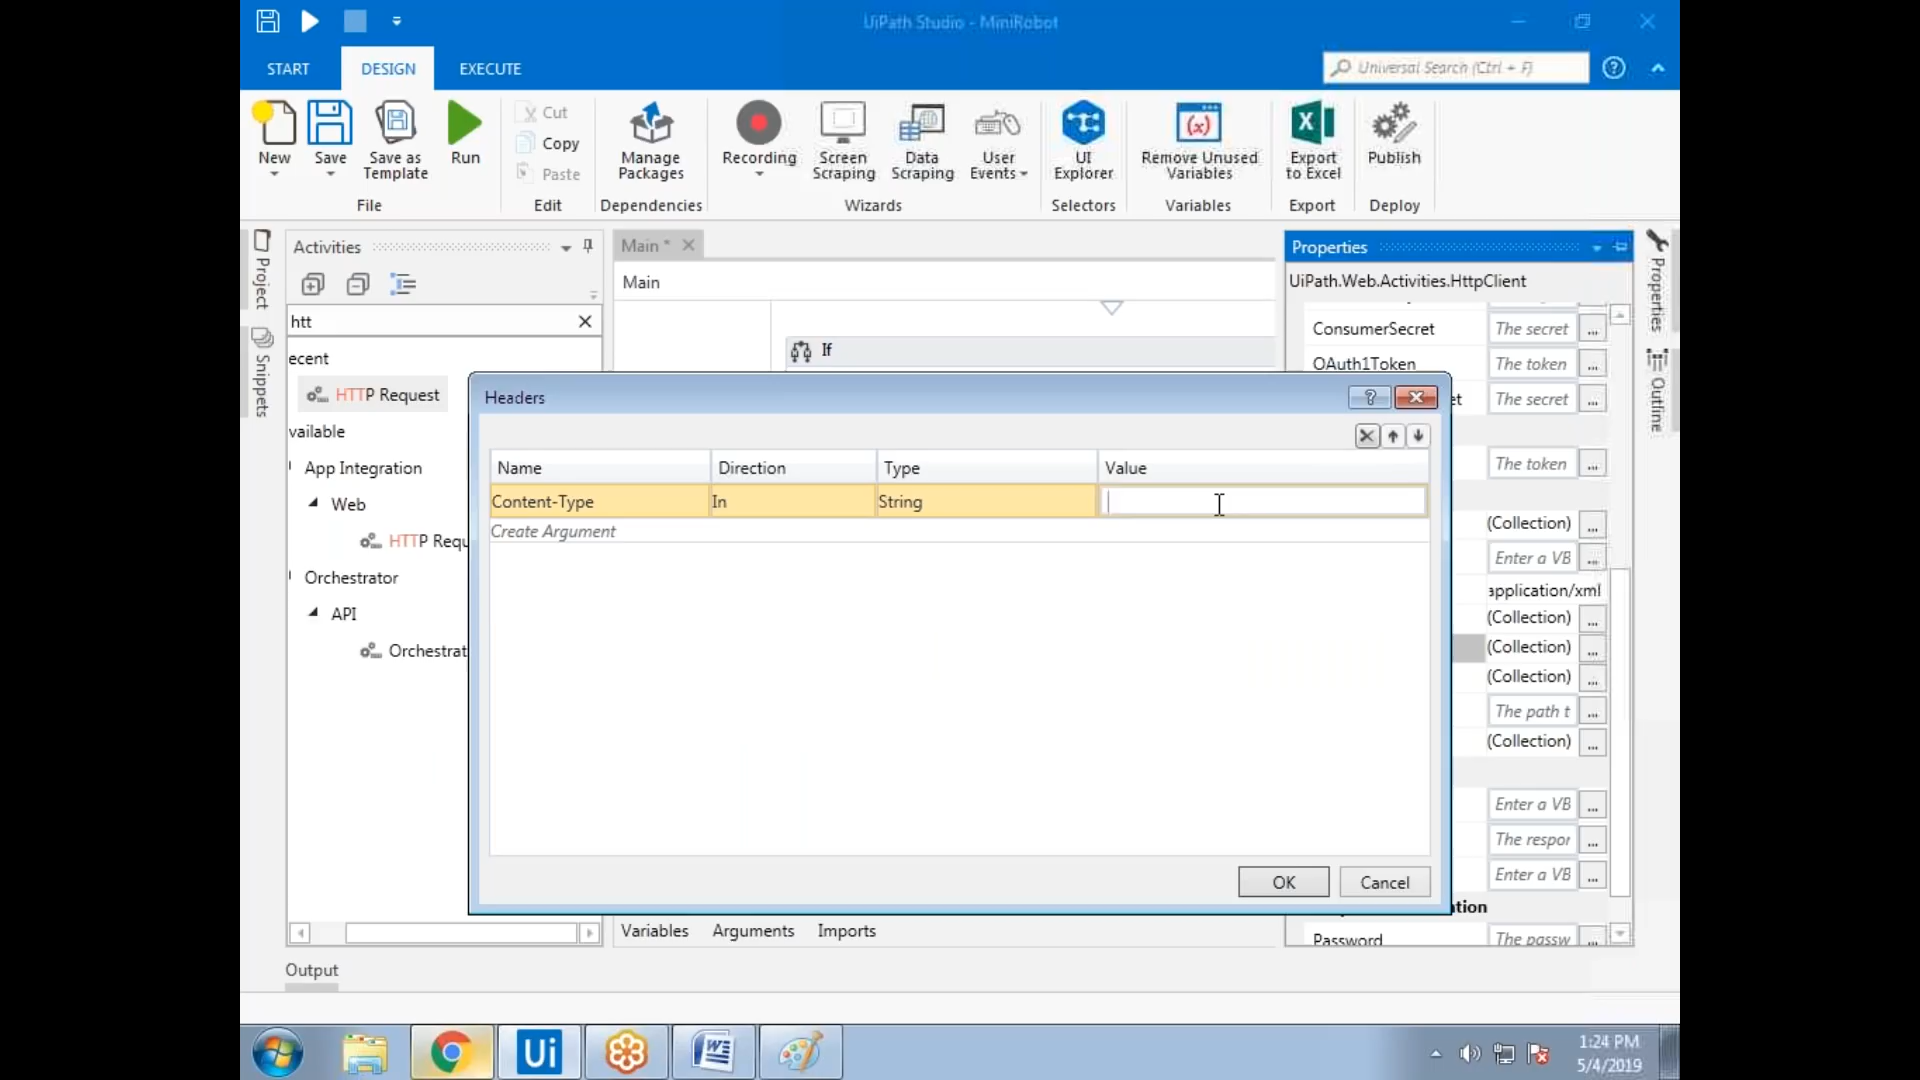 UiPath Studio - MiniRobot
START DESIGN EXECUTE
Universal Search (Ctrl + F)
New Save Save as Template Run
Cut
Copy
Paste
Manage Packages
Recording Screen Scraping Data Scraping User Events
UI Explorer
Remove Unused Variables
Export to Excel
Publish
File Edit Dependencies Wizards Selectors Variables Export Deploy
Project
Snippets
Activities
htt
ecent
HTTP Request
vailable
App Integration
Web
HTTP Requ
Orchestrator
API
Orchestrat
Main *
Main
If
Headers
Name Direction Type Value
Content-Type In String
Create Argument
OK Cancel
Variables Arguments Imports
Properties
UiPath.Web.Activities.HttpClient
ConsumerSecret The secret
OAuth1Token The token
et The secret
The token
(Collection)
Enter a VB
application/xml
(Collection)
(Collection)
(Collection)
The path t
(Collection)
Enter a VB
The respor
Enter a VB
tion
Password The passw
Properties
Outline
Output
Ui
1:24 PM
5/4/2019